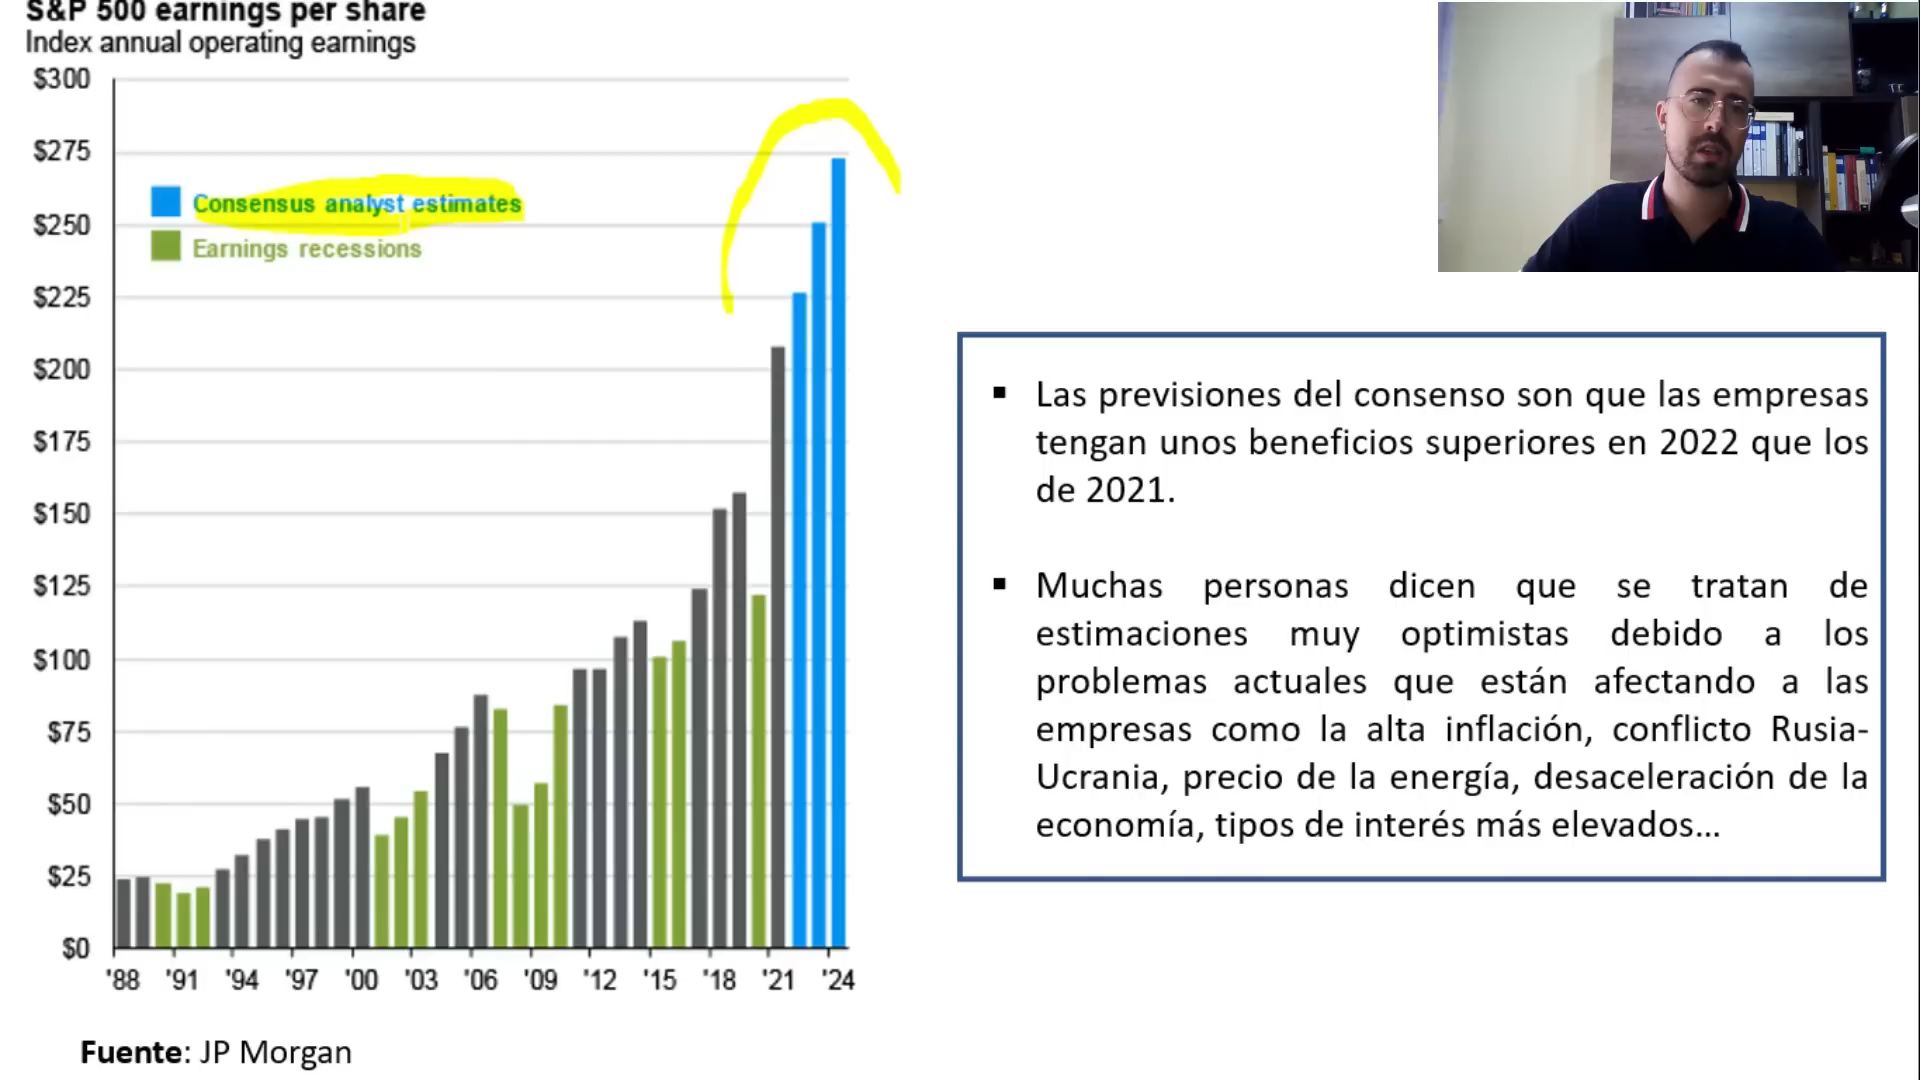 S&P 500 earnings per share
Index annual operating earnings
$300
$275
$250
$225
$200
$175
$150
$125
$100
$75
$50
$25
$0
Consensus analyst estimates
Earnings recessions
'88 '91 '94 '97 '00 '03 '06 '09 '12 '15 '18 '21 '24
Fuente: JP Morgan
▪ Las previsiones del consenso son que las empresas
tengan unos beneficios superiores en 2022 que los
de 2021.
▪ Muchas personas dicen que se tratan de
estimaciones muy optimistas debido a los
problemas actuales que están afectando a las
empresas como la alta inflación, conflicto Rusia-
Ucrania, precio de la energía, desaceleración de la
economía, tipos de interés más elevados...